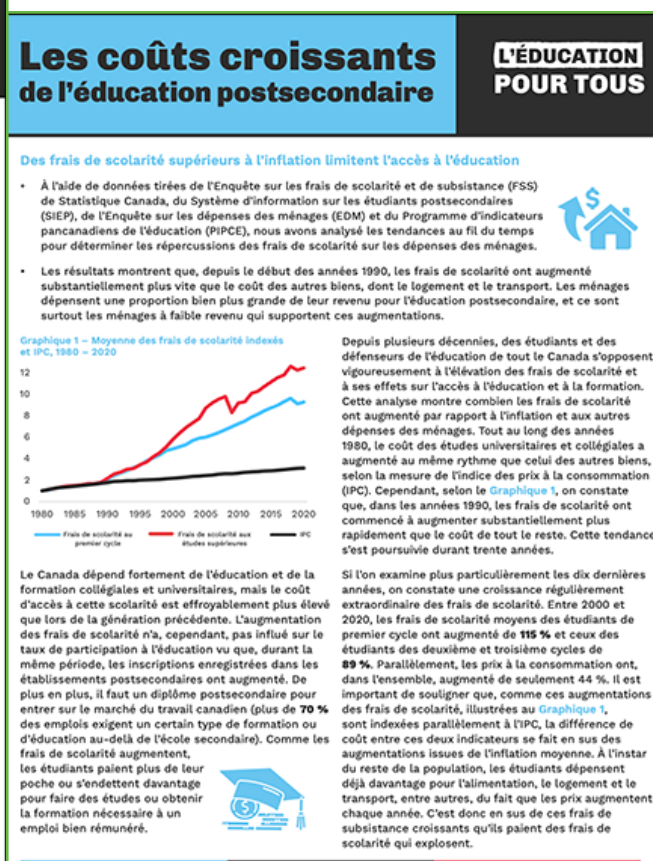 Les coûts croissants
de l'éducation postsecondaire
L'ÉDUCATION
POUR TOUS
Des frais de scolarité supérieurs à l'inflation limitent l'accès à l'éducation
• À l'aide de données tirées de l'Enquête sur les frais de scolarité et de subsistance (FSS)
de Statistique Canada, du Système d'information sur les étudiants postsecondaires
(SIEP), de l'Enquête sur les dépenses des ménages (EDM) et du Programme d'indicateurs
pancanadiens de l'éducation (PIPCE), nous avons analysé les tendances au fil du temps
pour déterminer les répercussions des frais de scolarité sur les dépenses des ménages.
• Les résultats montrent que, depuis le début des années 1990, les frais de scolarité ont augmenté
substantiellement plus vite que le coût des autres biens, dont le logement et le transport. Les ménages
dépensent une proportion bien plus grande de leur revenu pour l'éducation postsecondaire, et ce sont
surtout les ménages à faible revenu qui supportent ces augmentations.
Graphique 1 – Moyenne des frais de scolarité indexés
et IPC, 1980 – 2020
12
10
8
6
4
2
0
1980 1985 1990 1995 2000 2005 2010 2015 2020
Frais de scolarité au
premier cycle
Frais de scolarité aux
études supérieures
IPC
Le Canada dépend fortement de l'éducation et de la
formation collégiales et universitaires, mais le coût
d'accès à cette scolarité est effroyablement plus élevé
que lors de la génération précédente. L'augmentation
des frais de scolarité n'a, cependant, pas influé sur le
taux de participation à l'éducation vu que, durant la
même période, les inscriptions enregistrées dans les
établissements postsecondaires ont augmenté. De
plus en plus, il faut un diplôme postsecondaire pour
entrer sur le marché du travail canadien (plus de 70 %
des emplois exigent un certain type de formation ou
d'éducation au-delà de l'école secondaire). Comme les
frais de scolarité augmentent,
les étudiants paient plus de leur
poche ou s'endettent davantage
pour faire des études ou obtenir
la formation nécessaire à un
emploi bien rémunéré.
Depuis plusieurs décennies, des étudiants et des
défenseurs de l'éducation de tout le Canada s'opposent
vigoureusement à l'élévation des frais de scolarité et
à ses effets sur l'accès à l'éducation et à la formation.
Cette analyse montre combien les frais de scolarité
ont augmenté par rapport à l'inflation et aux autres
dépenses des ménages. Tout au long des années
1980, le coût des études universitaires et collégiales a
augmenté au même rythme que celui des autres biens,
selon la mesure de l'indice des prix à la consommation
(IPC). Cependant, selon le Graphique 1, on constate
que, dans les années 1990, les frais de scolarité ont
commencé à augmenter substantiellement plus
rapidement que le coût de tout le reste. Cette tendance
s'est poursuivie durant trente années.
Si l'on examine plus particulièrement les dix dernières
années, on constate une croissance régulièrement
extraordinaire des frais de scolarité. Entre 2000 et
2020, les frais de scolarité moyens des étudiants de
premier cycle ont augmenté de 115 % et ceux des
étudiants des deuxième et troisième cycles de
89 %. Parallèlement, les prix à la consommation ont,
dans l'ensemble, augmenté de seulement 44 %. Il est
important de souligner que, comme ces augmentations
des frais de scolarité, illustrées au Graphique 1,
sont indexées parallèlement à l'IPC, la différence de
coût entre ces deux indicateurs se fait en sus des
augmentations issues de l'inflation moyenne. À l'instar
du reste de la population, les étudiants dépensent
déjà davantage pour l'alimentation, le logement et le
transport, entre autres, du fait que les prix augmentent
chaque année. C'est donc en sus de ces frais de
subsistance croissants qu'ils paient des frais de
scolarité qui explosent.